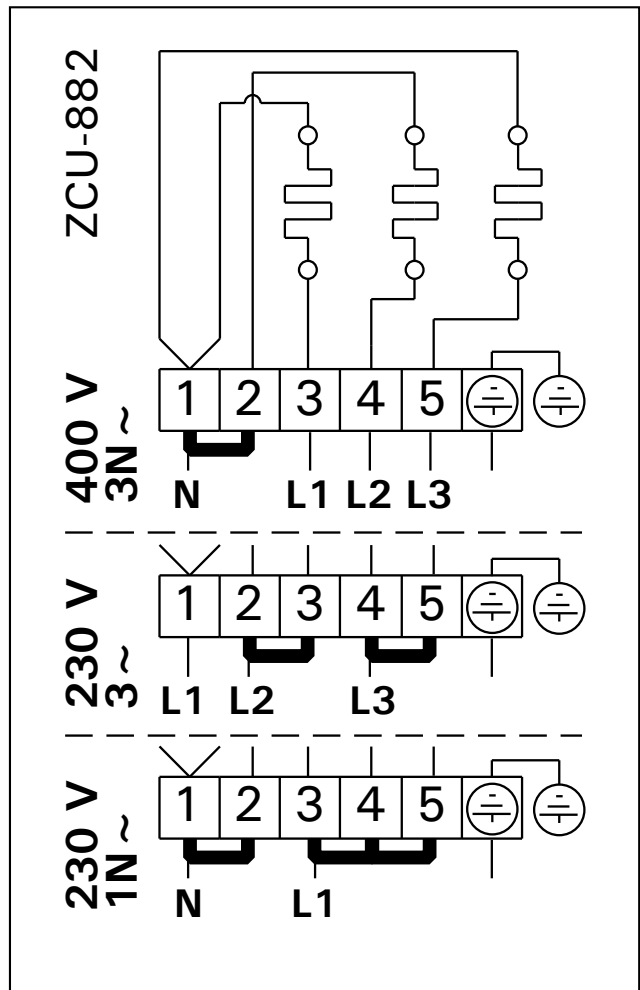 ZCU-882
400 V
3N ~
1 2 3 4 5
N L1 L2 L3
230 V
3 ~
1 2 3 4 5
L1 L2 L3
230 V
1N ~
1 2 3 4 5
N L1